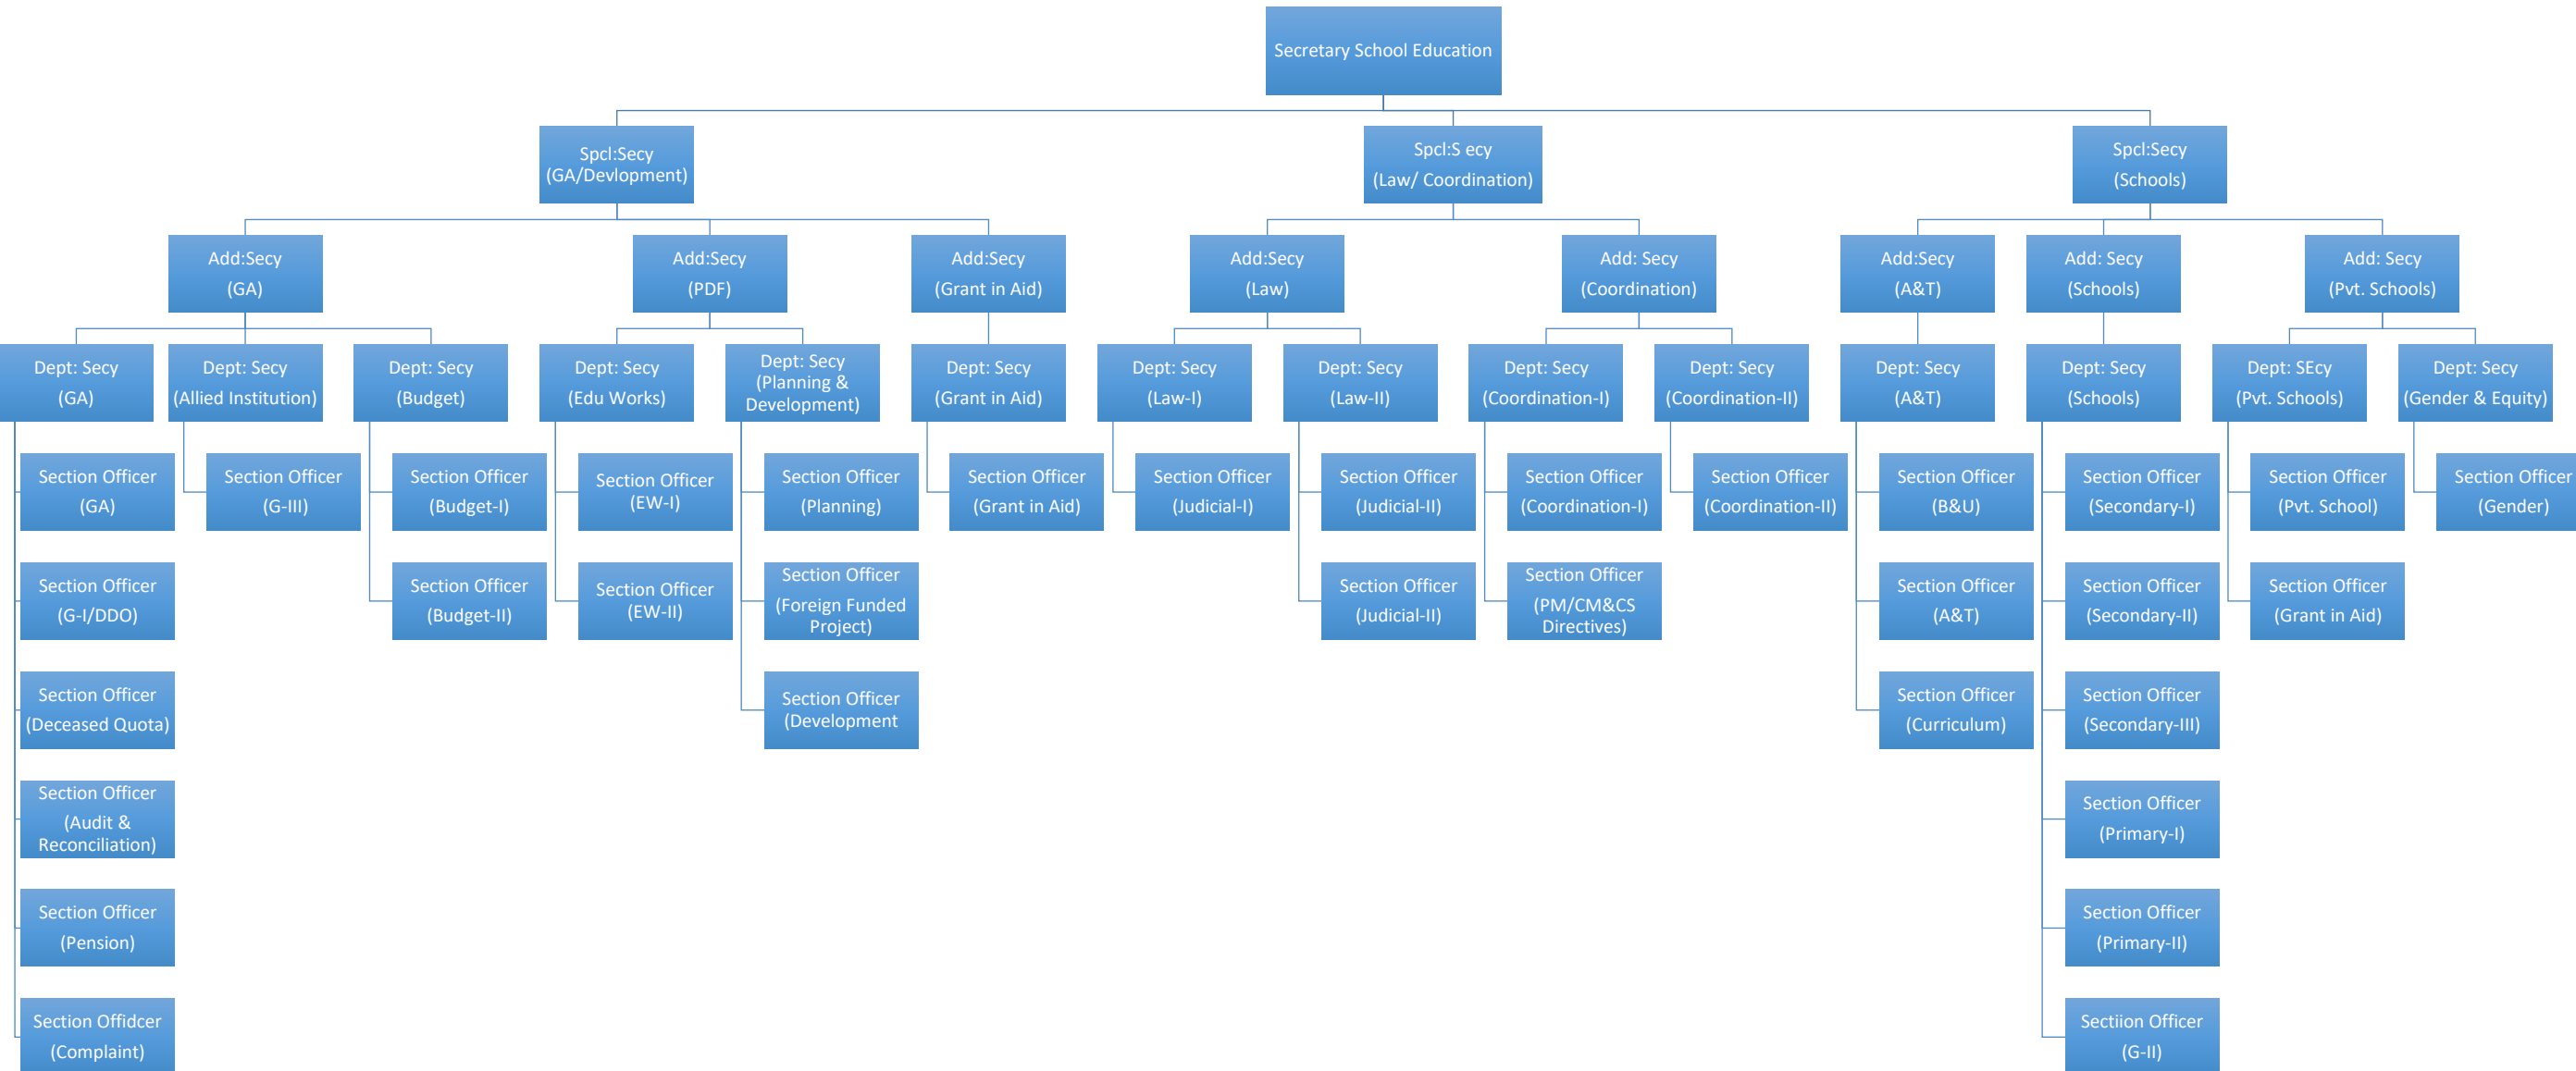 Secretary School Education
Spcl:Secy
(GA/Devlopment)
Spcl:S ecy
(Law/ Coordination)
Spcl:Secy
(Schools)
Add:Secy
(GA)
Add:Secy
(PDF)
Add:Secy
(Grant in Aid)
Add:Secy
(Law)
Add: Secy
(Coordination)
Add:Secy
(A&T)
Add: Secy
(Schools)
Add: Secy
(Pvt. Schools)
Dept: Secy
(GA)
Dept: Secy
(Allied Institution)
Dept: Secy
(Budget)
Dept: Secy
(Edu Works)
Dept: Secy
(Planning &
Development)
Dept: Secy
(Grant in Aid)
Dept: Secy
(Law-I)
Dept: Secy
(Law-II)
Dept: Secy
(Coordination-I)
Dept: Secy
(Coordination-II)
Dept: Secy
(A&T)
Dept: Secy
(Schools)
Dept: SEcy
(Pvt. Schools)
Dept: Secy
(Gender & Equity)
Section Officer
(GA)
Section Officer
(G-III)
Section Officer
(Budget-I)
Section Officer
(EW-I)
Section Officer
(Planning)
Section Officer
(Grant in Aid)
Section Officer
(Judicial-I)
Section Officer
(Judicial-II)
Section Officer
(Coordination-I)
Section Officer
(Coordination-II)
Section Officer
(B&U)
Section Officer
(Secondary-I)
Section Officer
(Pvt. School)
Section Officer
(Gender)
Section Officer
(G-I/DDO)
Section Officer
(Budget-II)
Section Officer
(EW-II)
Section Officer
(Foreign Funded
Project)
Section Officer
(Judicial-II)
Section Officer
(PM/CM&CS
Directives)
Section Officer
(A&T)
Section Officer
(Secondary-II)
Section Officer
(Grant in Aid)
Section Officer
(Deceased Quota)
Section Officer
(Development
Section Officer
(Curriculum)
Section Officer
(Secondary-III)
Section Officer
(Audit &
Reconciliation)
Section Officer
(Primary-I)
Section Officer
(Pension)
Section Officer
(Primary-II)
Section Offidcer
(Complaint)
Sectiion Officer
(G-II)